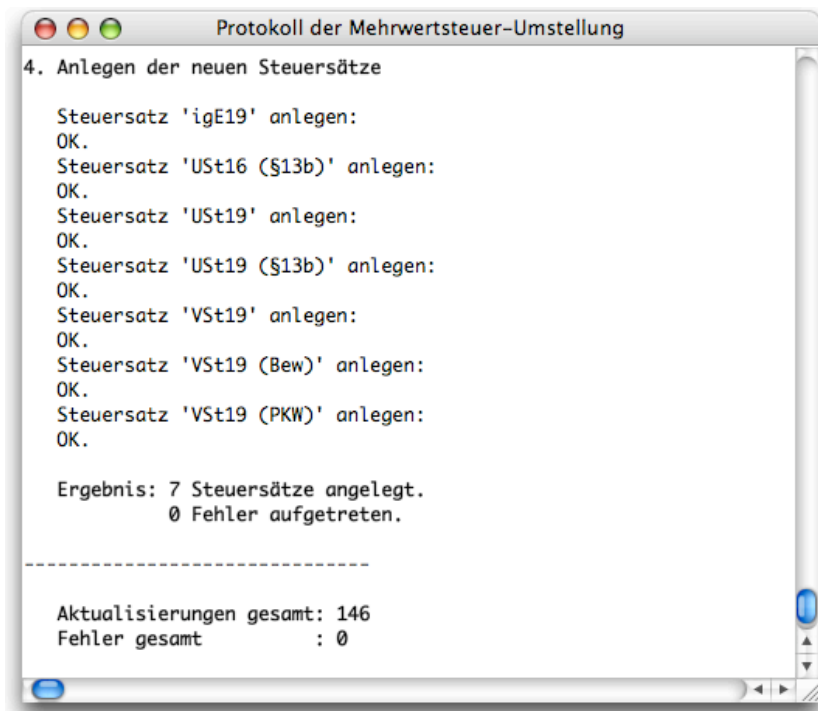 Protokoll der Mehrwertsteuer-Umstellung
4. Anlegen der neuen Steuersätze
Steuersatz 'igE19' anlegen:
OK.
Steuersatz 'USt16 (§13b)' anlegen:
OK.
Steuersatz 'USt19' anlegen:
OK.
Steuersatz 'USt19 (§13b)' anlegen:
OK.
Steuersatz 'VSt19' anlegen:
OK.
Steuersatz 'VSt19 (Bew)' anlegen:
OK.
Steuersatz 'VSt19 (PKW)' anlegen:
OK.
Ergebnis: 7 Steuersätze angelegt.
0 Fehler aufgetreten.
-------------------------------
Aktualisierungen gesamt: 146
Fehler gesamt : 0